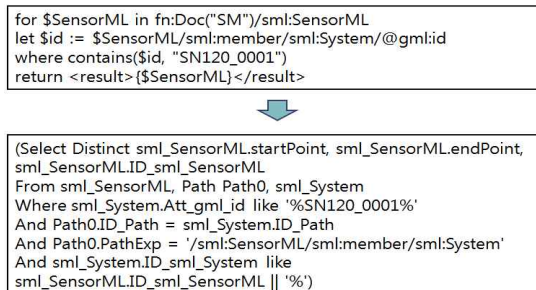 for $SensorML in fn:Doc("SM")/sml:SensorML
let $id := $SensorML/sml:member/sml:System/@gml:id
where contains($id, "SN120_0001")
return <result>{$SensorML}</result>
(Select Distinct sml_SensorML.startPoint, sml_SensorML.endPoint,
sml_SensorML.ID_sml_SensorML
From sml_SensorML, Path Path0, sml_System
Where sml_System.Att_gml_id like '%SN120_0001%'
And Path0.ID_Path = sml_System.ID_Path
And Path0.PathExp = '/sml:SensorML/sml:member/sml:System'
And sml_System.ID_sml_System like
sml_SensorML.ID_sml_SensorML || '%')